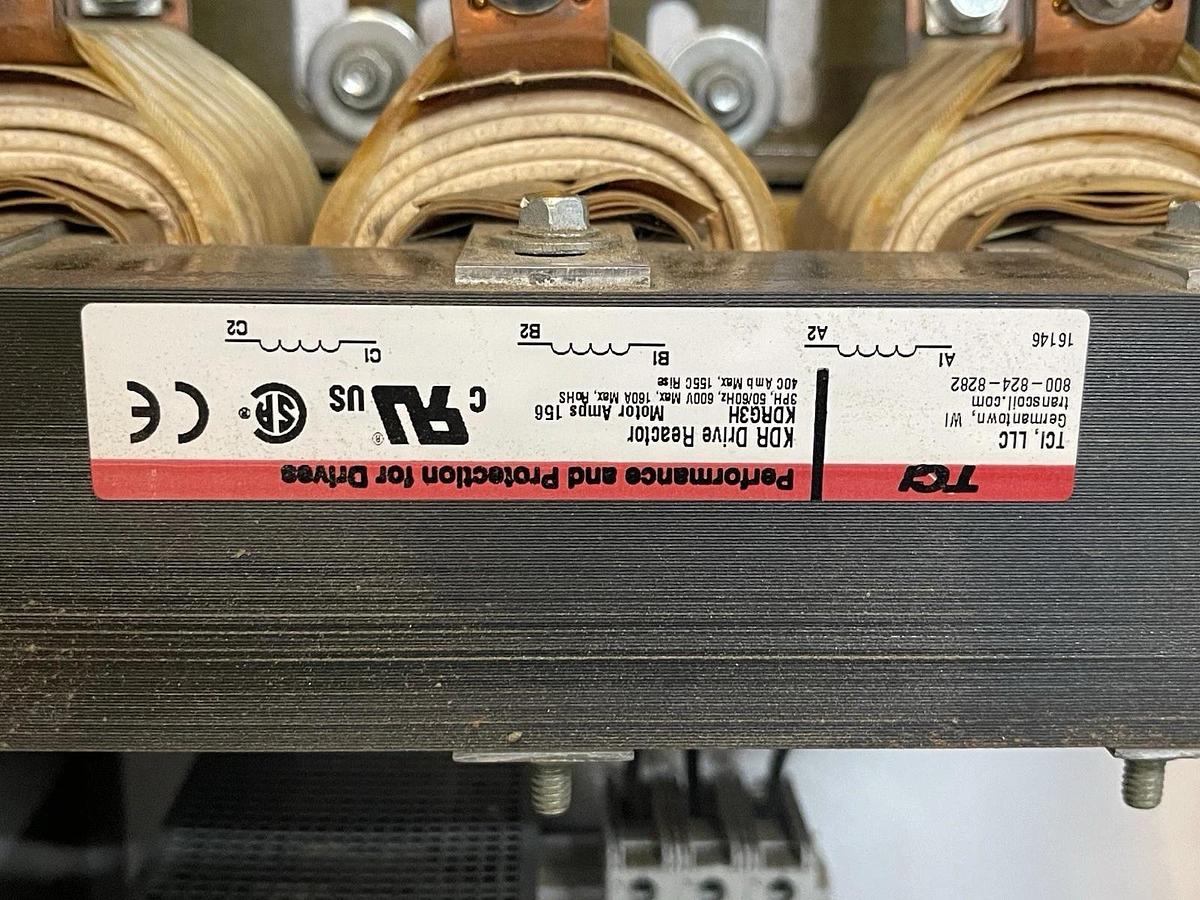 TCI
Performance and Protection for Drives
TCI, LLC
Germantown, WI
transcoil.com
800-824-8282
16146
KDR Drive Reactor
KDRG3H Motor Amps 156
3PH, 50/60Hz, 600V Max, 160A Max, RoHS
40C Amb Max, 155C Rise
C RU US ®
SA ®
CE
A1 A2
B1 B2
C1 C2